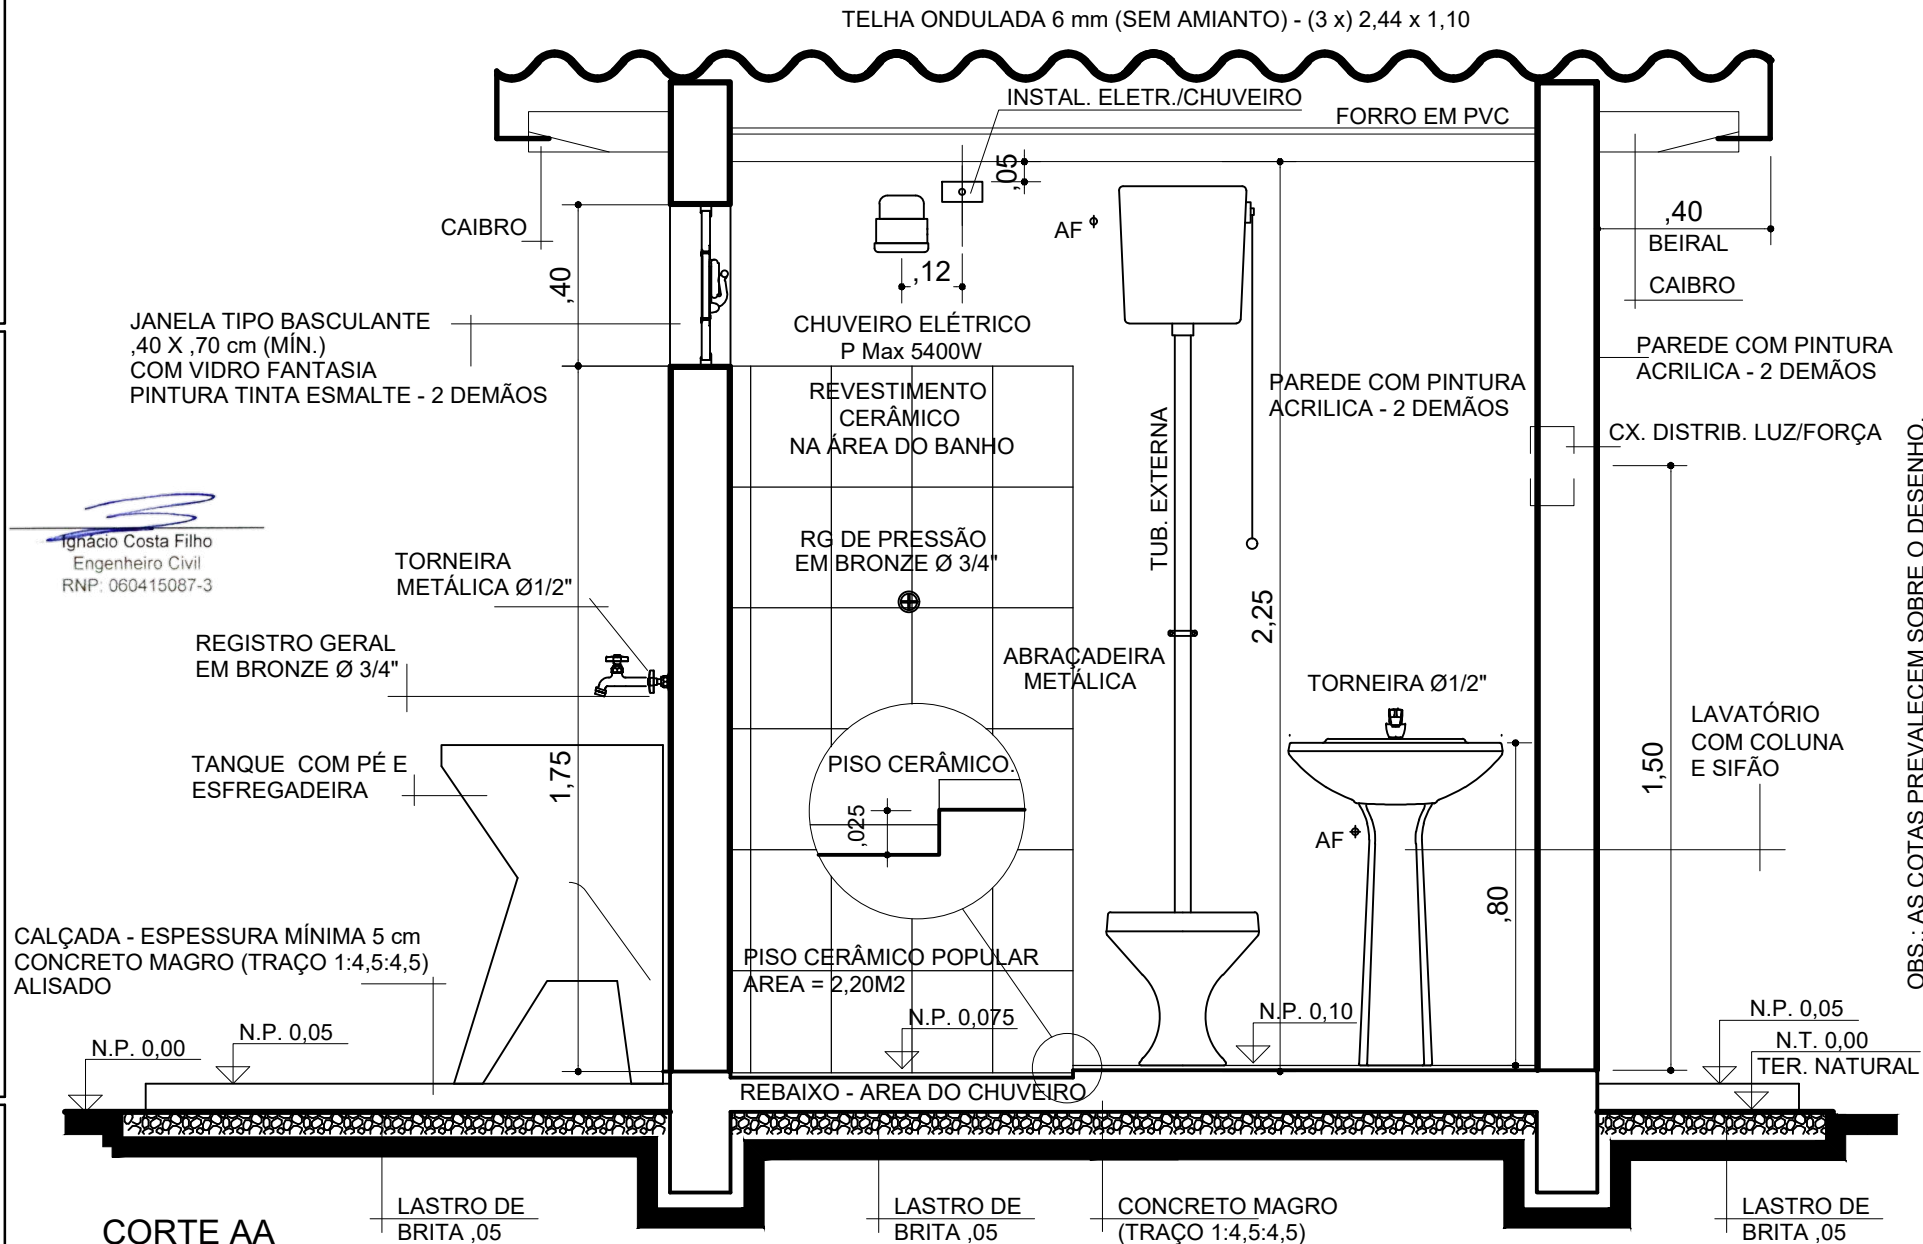 TELHA ONDULADA 6 mm (SEM AMIANTO) - (3 x) 2,44 x 1,10
INSTAL. ELETR./CHUVEIRO
FORRO EM PVC
,05
CAIBRO
AF
,40
BEIRAL
CAIBRO
,40
,12
JANELA TIPO BASCULANTE
,40 X ,70 cm (MÍN.)
COM VIDRO FANTASIA
PINTURA TINTA ESMALTE - 2 DEMÃOS
CHUVEIRO ELÉTRICO
P Max 5400W
PAREDE COM PINTURA
ACRILICA - 2 DEMÃOS
PAREDE COM PINTURA
ACRILICA - 2 DEMÃOS
REVESTIMENTO
CERÂMICO
NA ÁREA DO BANHO
TUB. EXTERNA
CX. DISTRIB. LUZ/FORÇA
OBS.: AS COTAS PREVALECEM SOBRE O DESENHO.
Ignácio Costa Filho
Engenheiro Civil
RNP: 060415087-3
RG DE PRESSÃO
EM BRONZE Ø 3/4"
TORNEIRA
METÁLICA Ø1/2"
2,25
REGISTRO GERAL
EM BRONZE Ø 3/4"
ABRAÇADEIRA
METÁLICA
TORNEIRA Ø1/2"
LAVATÓRIO
COM COLUNA
E SIFÃO
TANQUE COM PÉ E
ESFREGADEIRA
1,75
PISO CERÂMICO.
,025
1,50
AF
,80
CALÇADA - ESPESSURA MÍNIMA 5 cm
CONCRETO MAGRO (TRAÇO 1:4,5:4,5)
ALISADO
PISO CERÂMICO POPULAR
AREA = 2,20M2
N.P. 0,00
N.P. 0,05
N.P. 0,075
N.P. 0,10
N.P. 0,05
N.T. 0,00
TER. NATURAL
REBAIXO - AREA DO CHUVEIRO
CORTE AA
LASTRO DE
BRITA ,05
LASTRO DE
BRITA ,05
CONCRETO MAGRO
(TRAÇO 1:4,5:4,5)
LASTRO DE
BRITA ,05